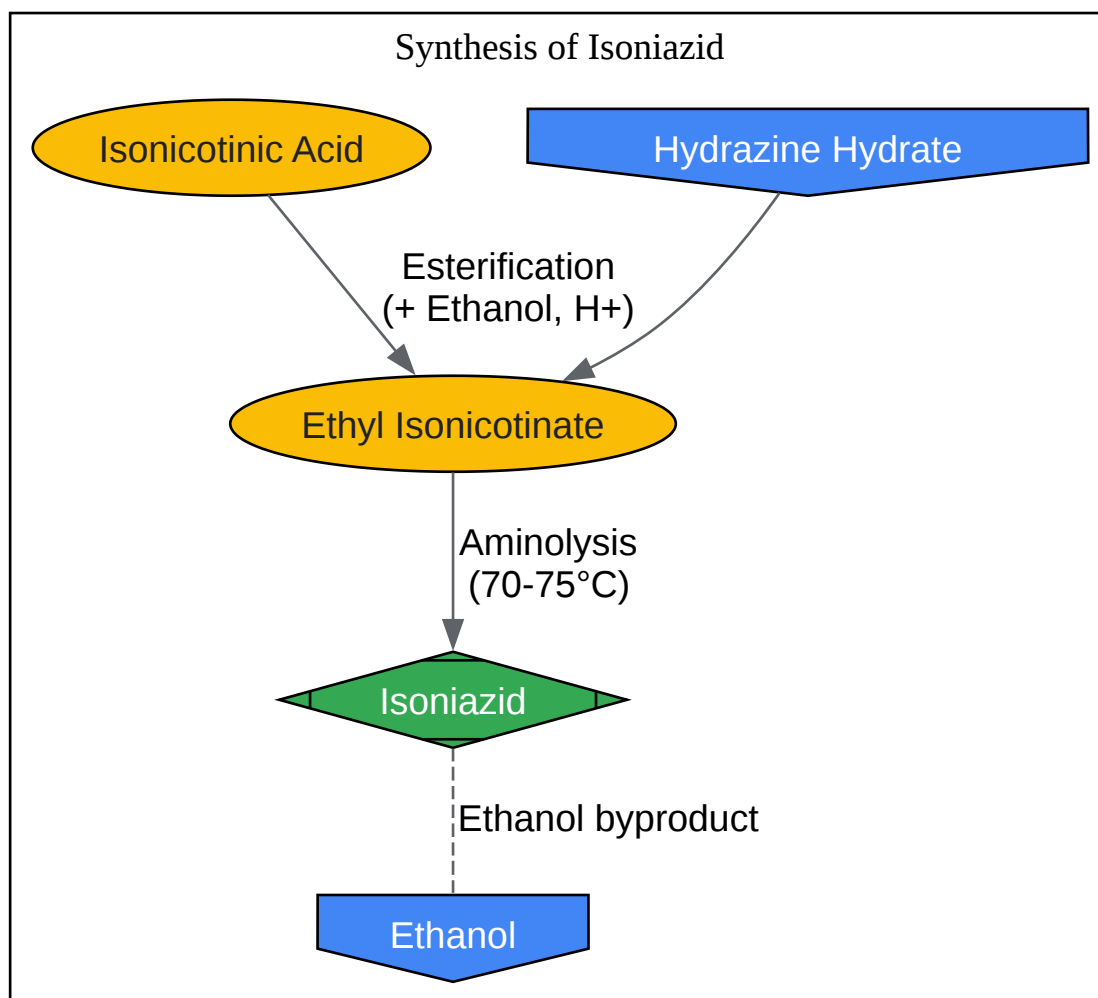 Synthesis of Isoniazid
Isonicotinic Acid
Hydrazine Hydrate
Esterification
(+ Ethanol, H+)
Ethyl Isonicotinate
Aminolysis
(70-75°C)
Isoniazid
Ethanol byproduct
Ethanol